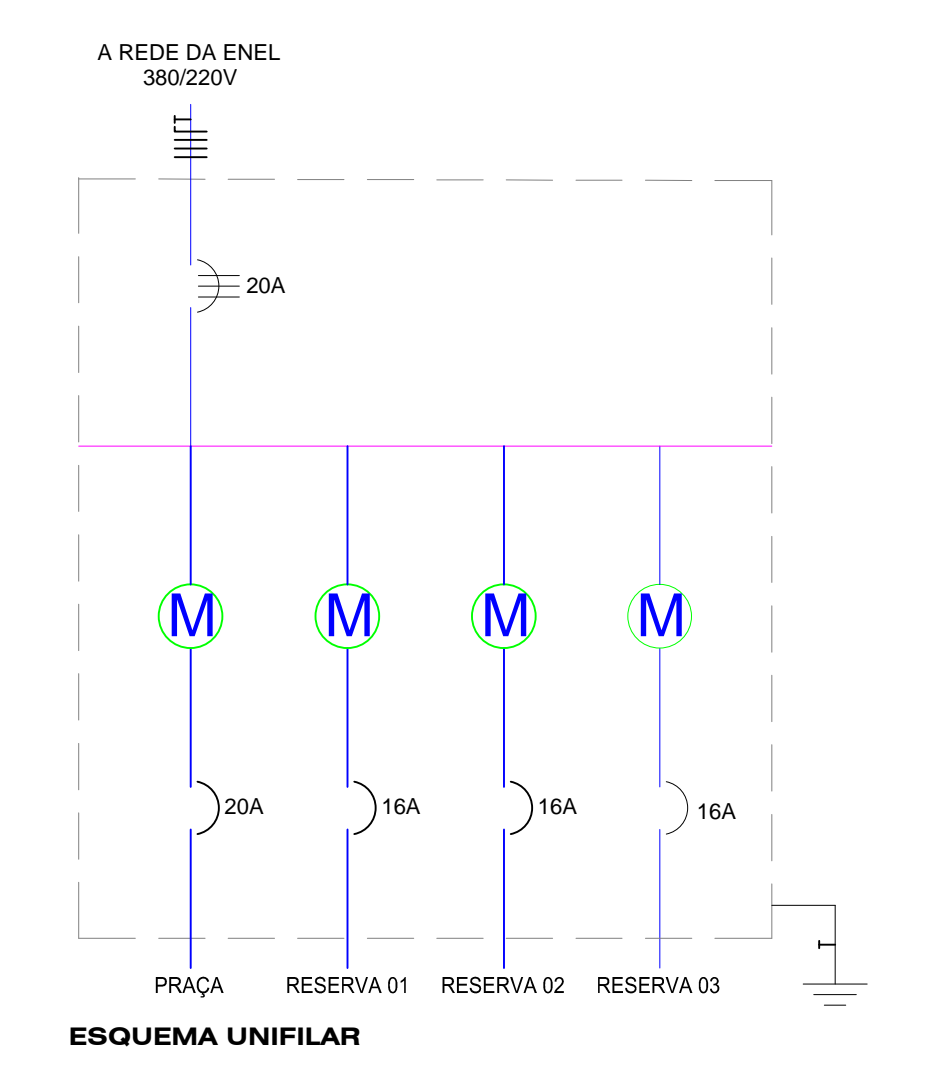 A REDE DA ENEL
380/220V
20A
M M M M
20A 16A 16A 16A
PRAÇA RESERVA 01 RESERVA 02 RESERVA 03
ESQUEMA UNIFILAR